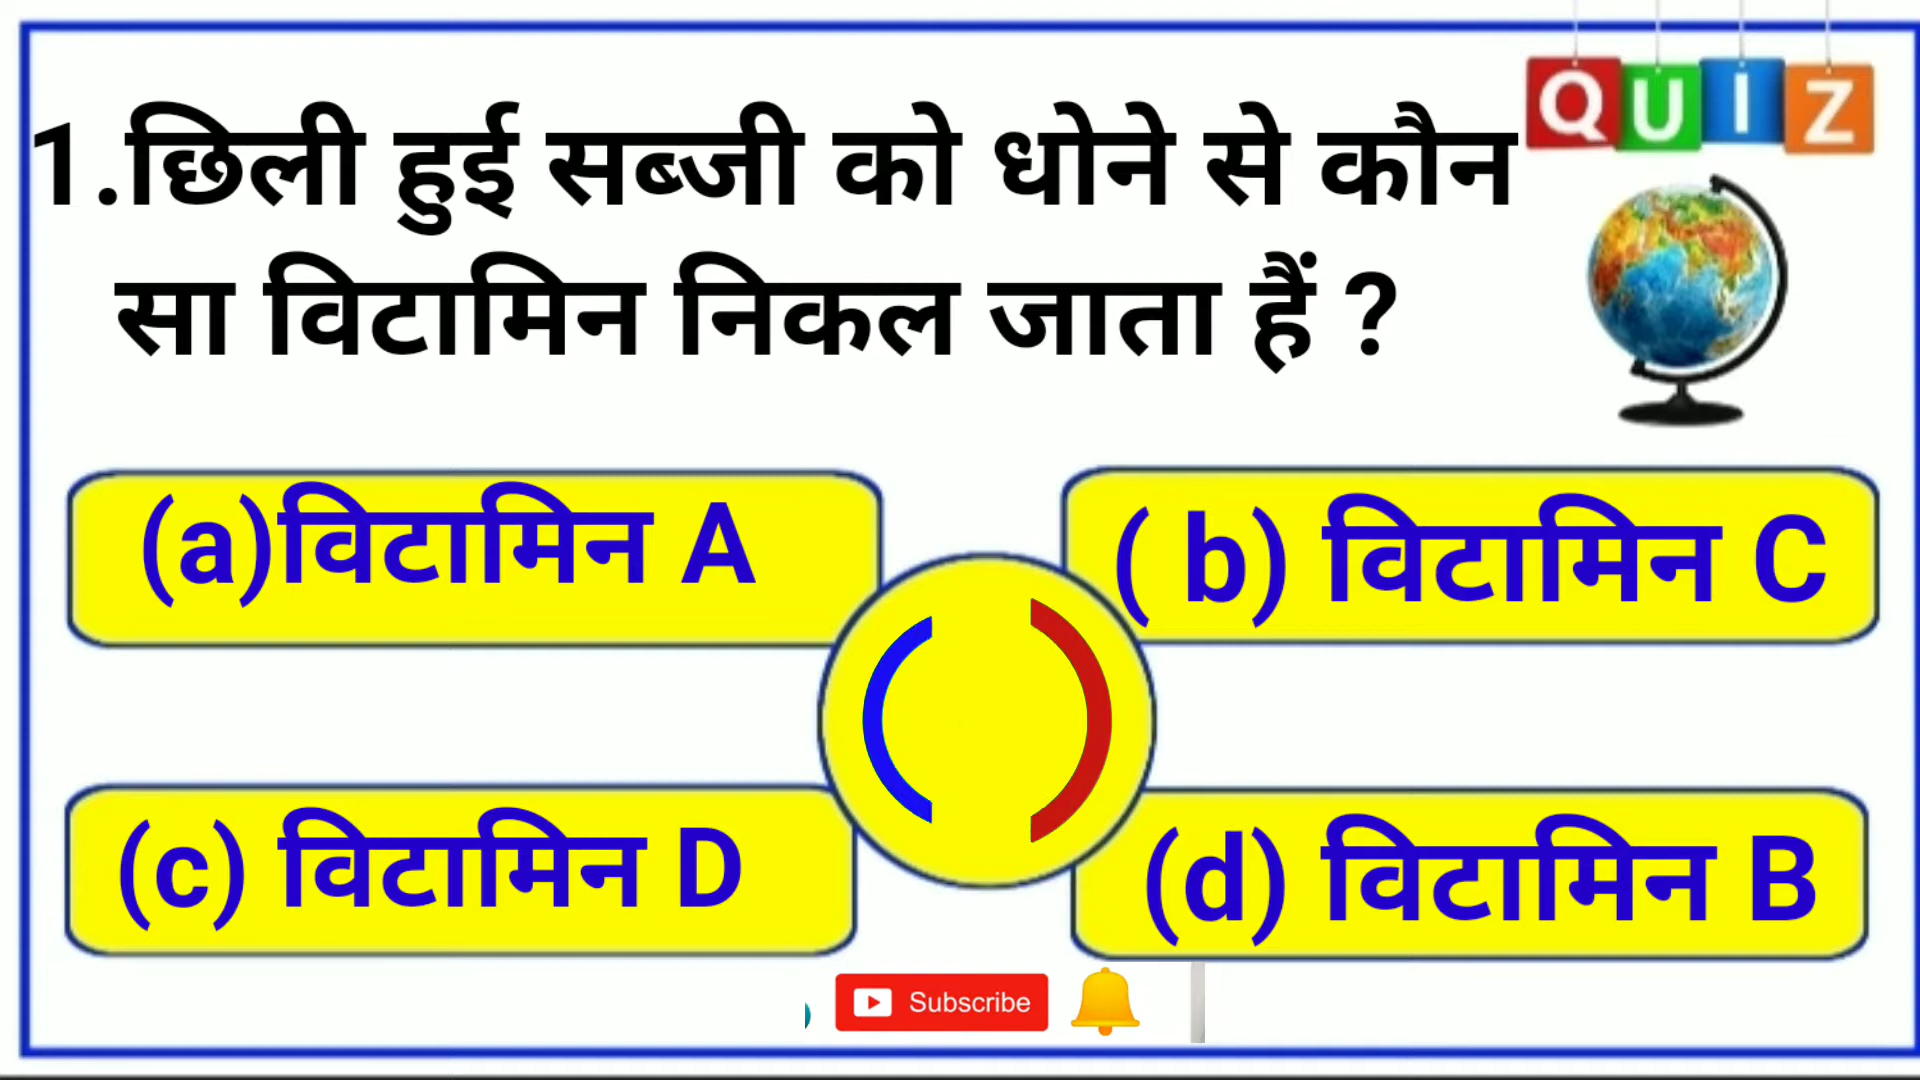 QUIZ
1.छिली हुई सब्जी को धोने से कौन
सा विटामिन निकल जाता हैं ?
(a)विटामिन A
( b) विटामिन C
(c) विटामिन D
(d) विटामिन B
Subscribe